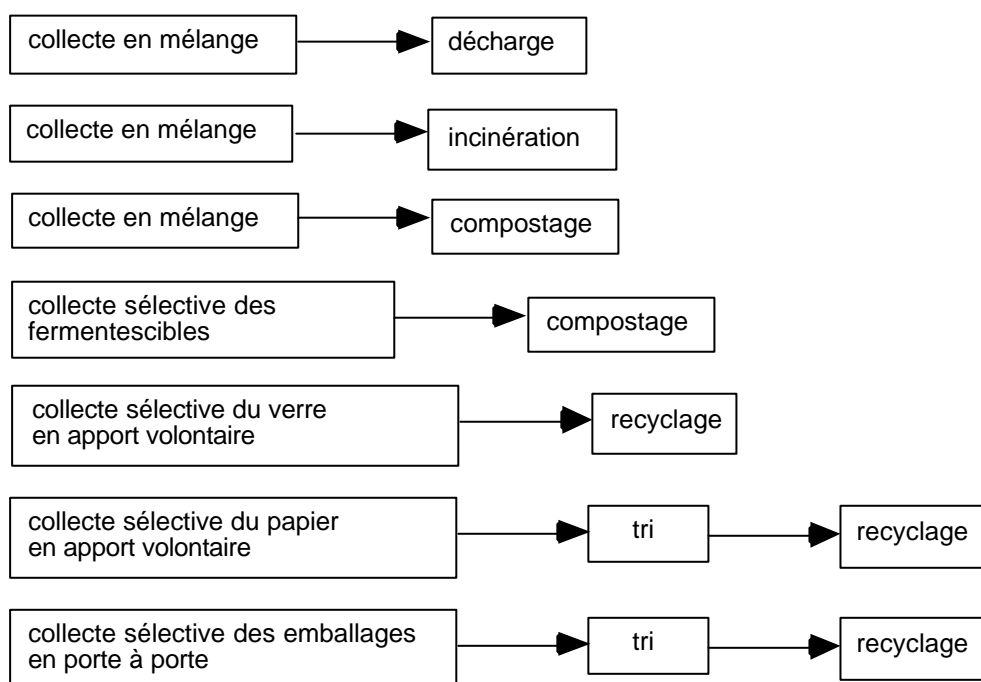 collecte en mélange
décharge
collecte en mélange
incinération
collecte en mélange
compostage
collecte sélective des
fermentescibles
compostage
collecte sélective du verre
en apport volontaire
recyclage
collecte sélective du papier
en apport volontaire
tri
recyclage
collecte sélective des emballages
en porte à porte
tri
recyclage